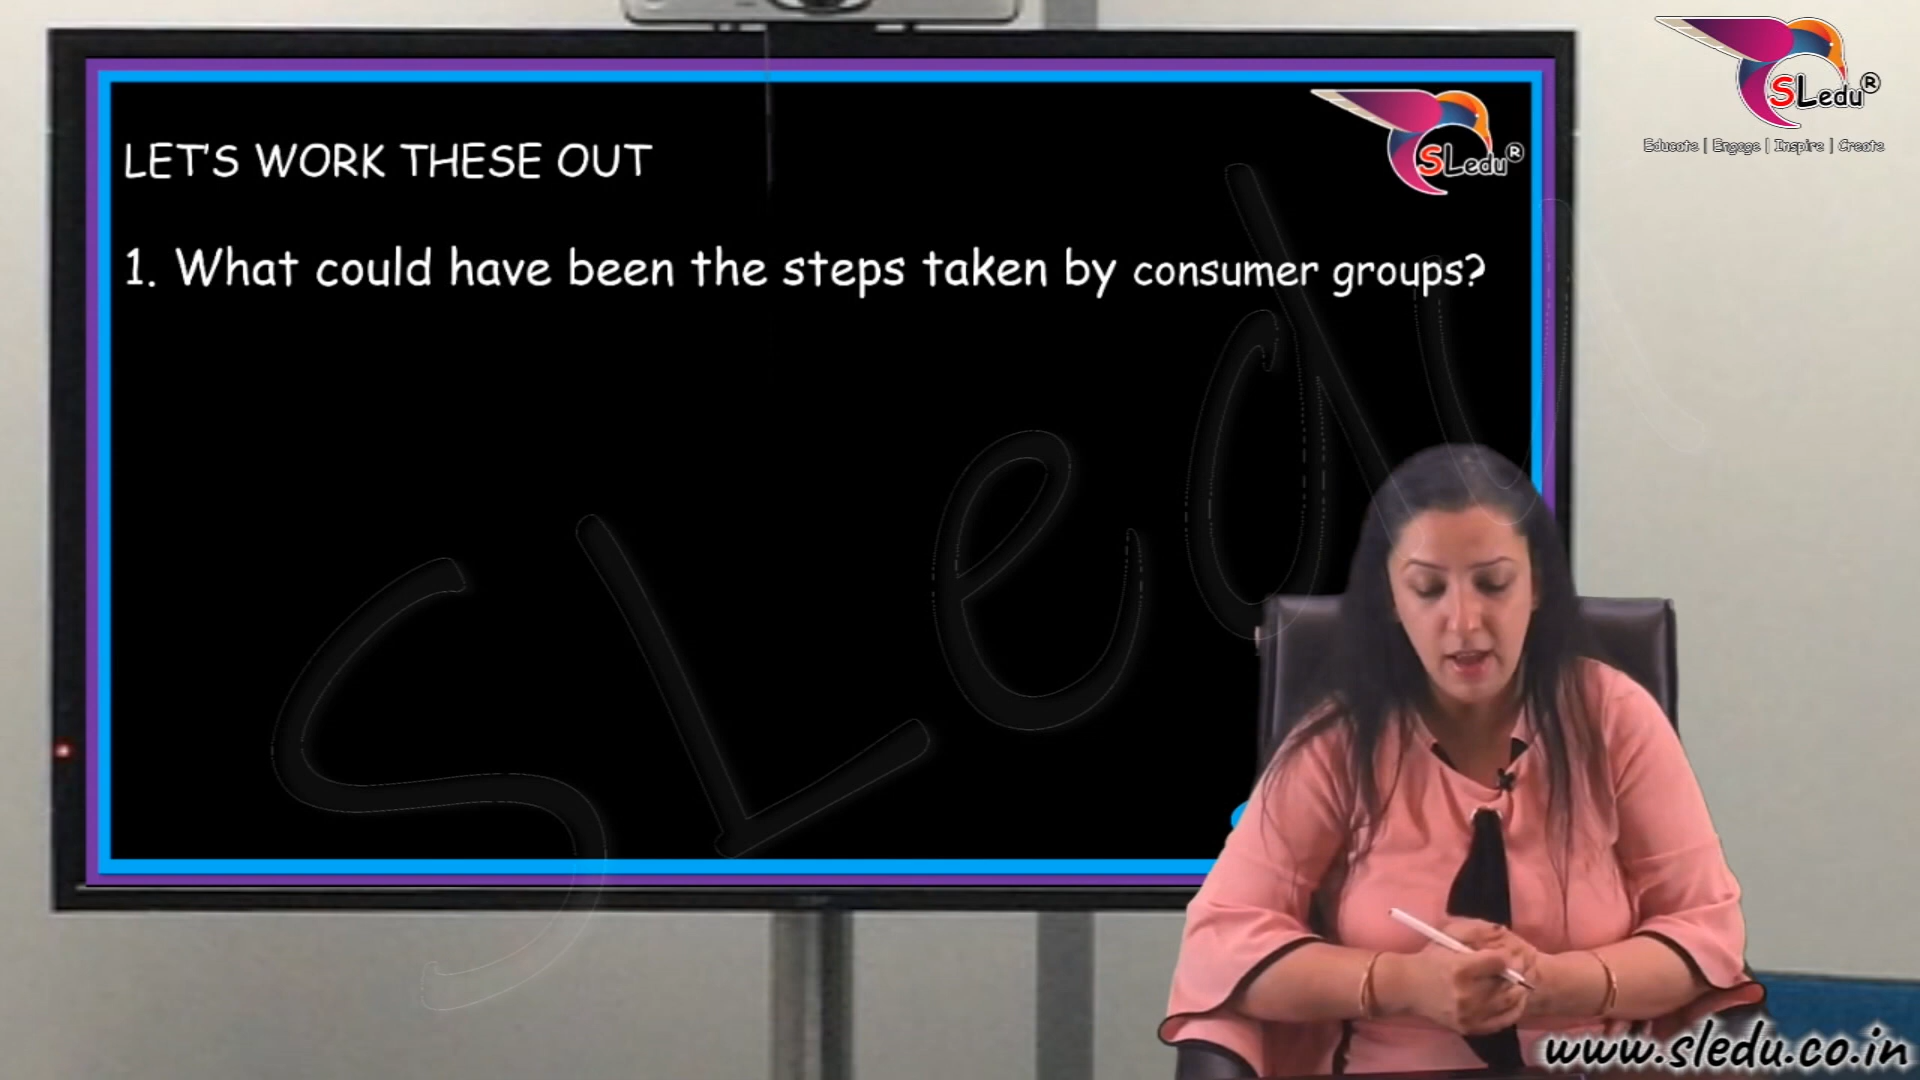 SLedu®
Educate | Engage | Inspire | Create
SLedu®
LET'S WORK THESE OUT
1. What could have been the steps taken by consumer groups?
SLedu
www.sledu.co.in